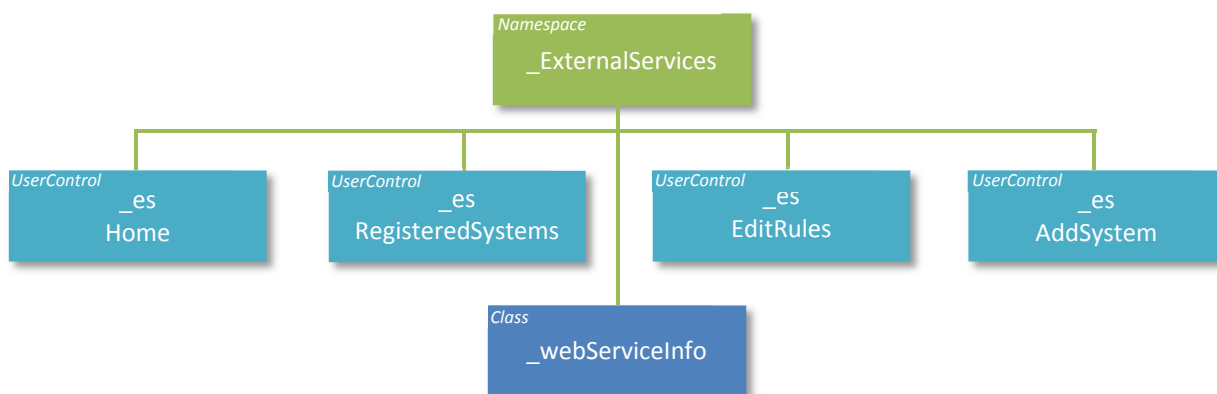 Namespace
_ExternalServices
UserControl
_es
Home
UserControl
_es
RegisteredSystems
UserControl
_es
EditRules
UserControl
_es
AddSystem
Class
_webServiceInfo